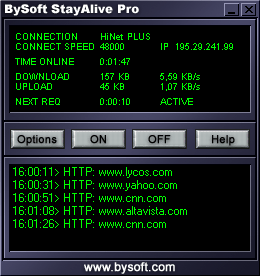 BySoft StayAlive Pro
CONNECTION HiNet PLUS
CONNECT SPEED 48000 IP 195.29.241.99
TIME ONLINE 0:01:47
DOWNLOAD 157 KB 5,59 KB/s
UPLOAD 45 KB 1,07 KB/s
NEXT REQ 0:00:10 ACTIVE
Options ON OFF Help
16:00:11> HTTP: www.lycos.com
16:00:31> HTTP: www.yahoo.com
16:00:51> HTTP: www.cnn.com
16:01:08> HTTP: www.altavista.com
16:01:26> HTTP: www.cnn.com
www.bysoft.com